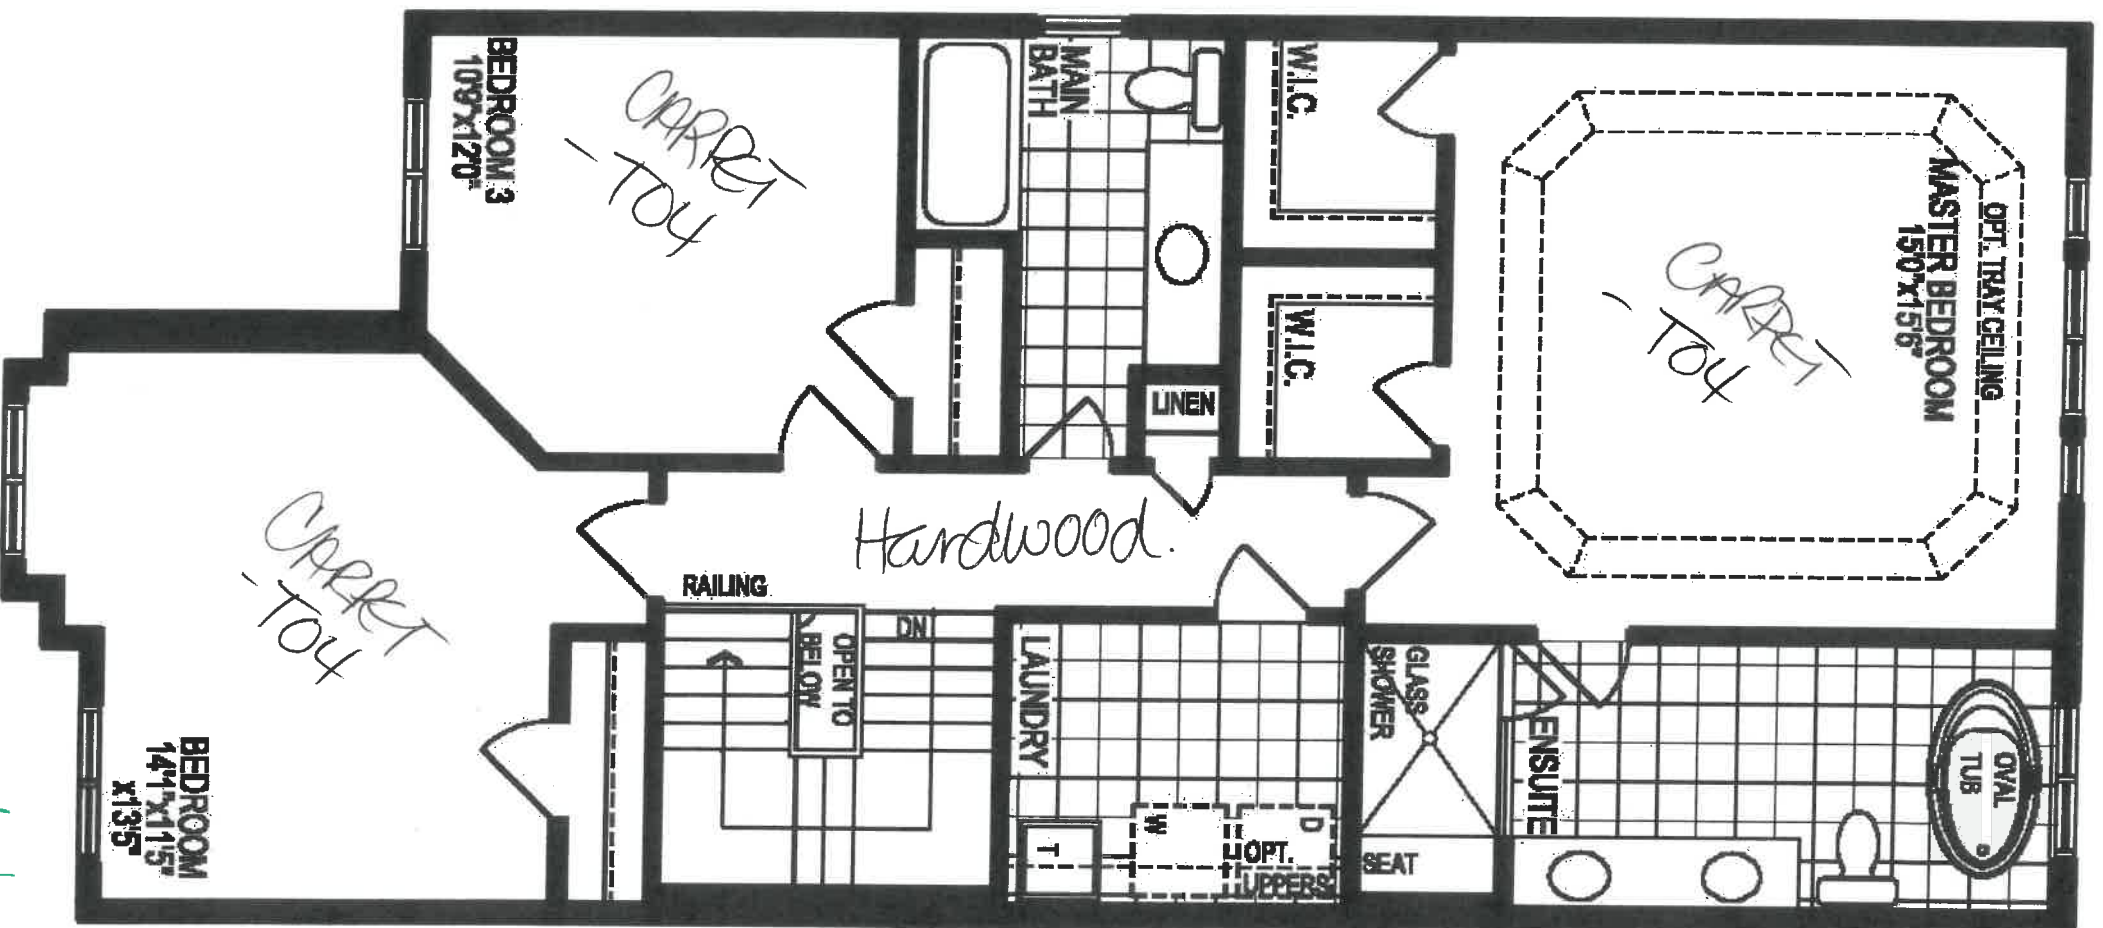 BEDROOM 3
10'9"x12'0"
CARPET
- T04
MAIN
BATH
W.I.C.
W.I.C.
LINEN
OPT. TRAY CEILING
MASTER BEDROOM
15'0"x15'6"
CARPET
- T04
Hardwood.
RAILING
CARPET
- T04
BEDROOM
14'1"x11'5"
x13'5"
OPEN TO
BELOW
DN
LAUNDRY
T
W
D
OPT.
UPPERS
GLASS
SHOWER
SEAT
ENSUITE
OVAL
TUB